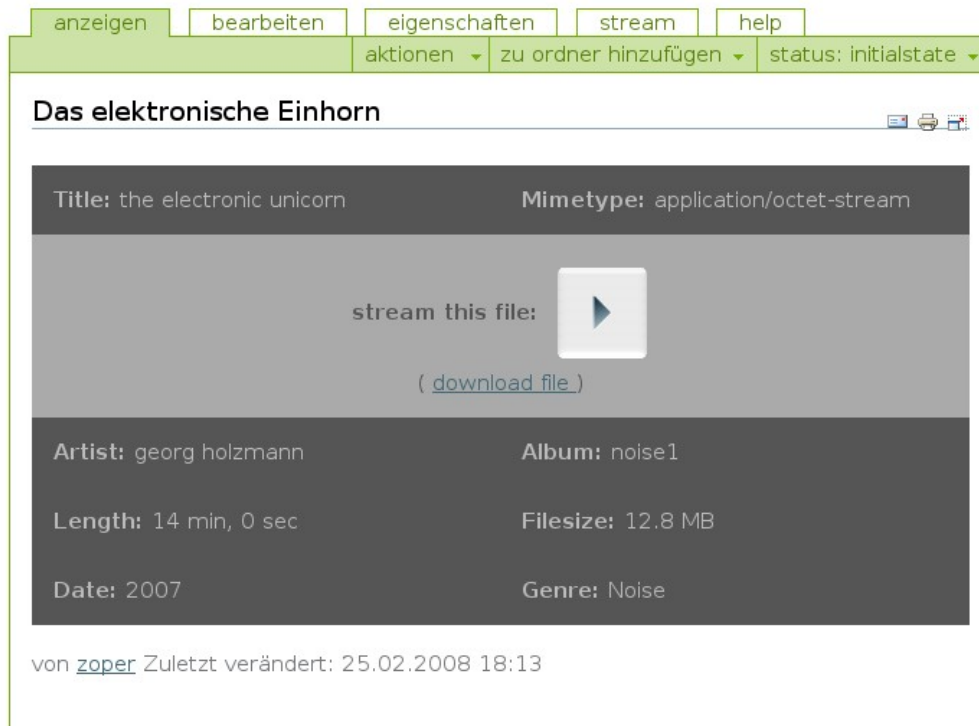 anzeigen bearbeiten eigenschaften stream help
aktionen zu ordner hinzufügen status: initialstate
Das elektronische Einhorn
Title: the electronic unicorn Mimetype: application/octet-stream
stream this file:
( download file )
Artist: georg holzmann Album: noise1
Length: 14 min, 0 sec Filesize: 12.8 MB
Date: 2007 Genre: Noise
von zoper Zuletzt verändert: 25.02.2008 18:13